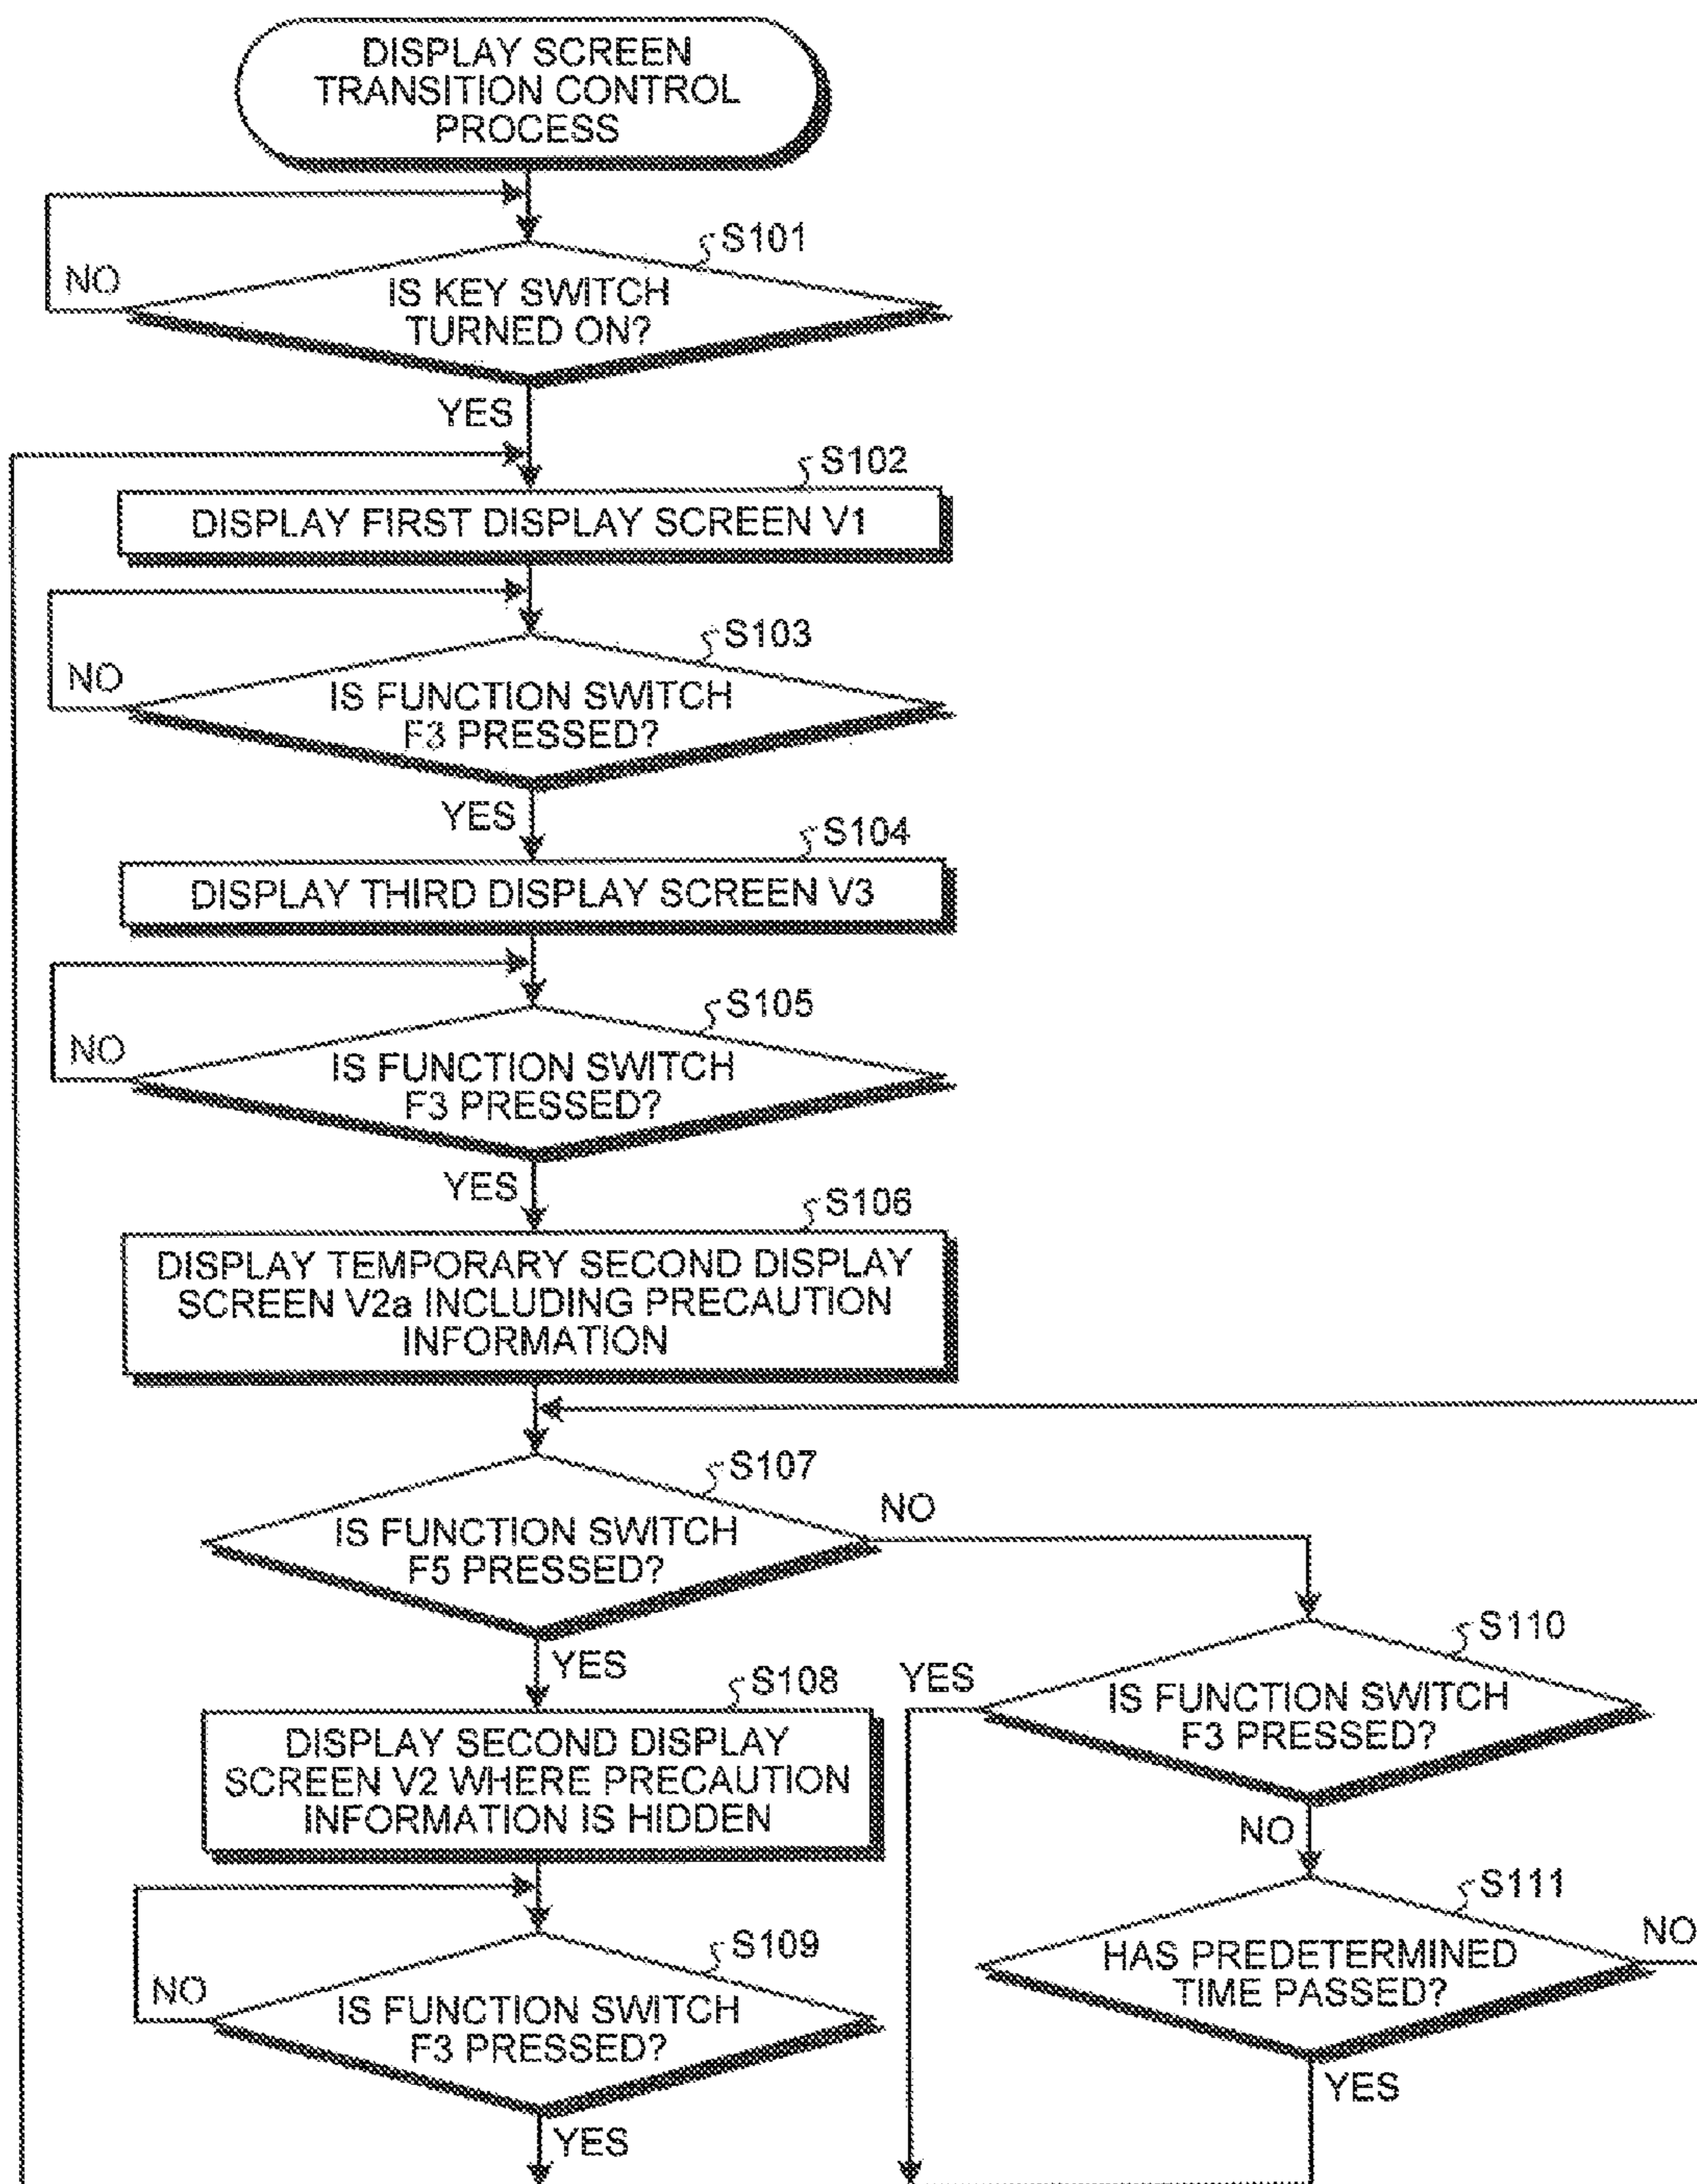 DISPLAY SCREEN
TRANSITION CONTROL
PROCESS
S101
NO
IS KEY SWITCH
TURNED ON?
YES
S102
DISPLAY FIRST DISPLAY SCREEN V1
S103
NO
IS FUNCTION SWITCH
F3 PRESSED?
YES
S104
DISPLAY THIRD DISPLAY SCREEN V3
S105
NO
IS FUNCTION SWITCH
F3 PRESSED?
YES
S106
DISPLAY TEMPORARY SECOND DISPLAY
SCREEN V2a INCLUDING PRECAUTION
INFORMATION
S107
NO
IS FUNCTION SWITCH
F5 PRESSED?
YES
S108
DISPLAY SECOND DISPLAY
SCREEN V2 WHERE PRECAUTION
INFORMATION IS HIDDEN
S109
NO
IS FUNCTION SWITCH
F3 PRESSED?
YES
S110
YES
IS FUNCTION SWITCH
F3 PRESSED?
NO
S111
NO
HAS PREDETERMINED
TIME PASSED?
YES